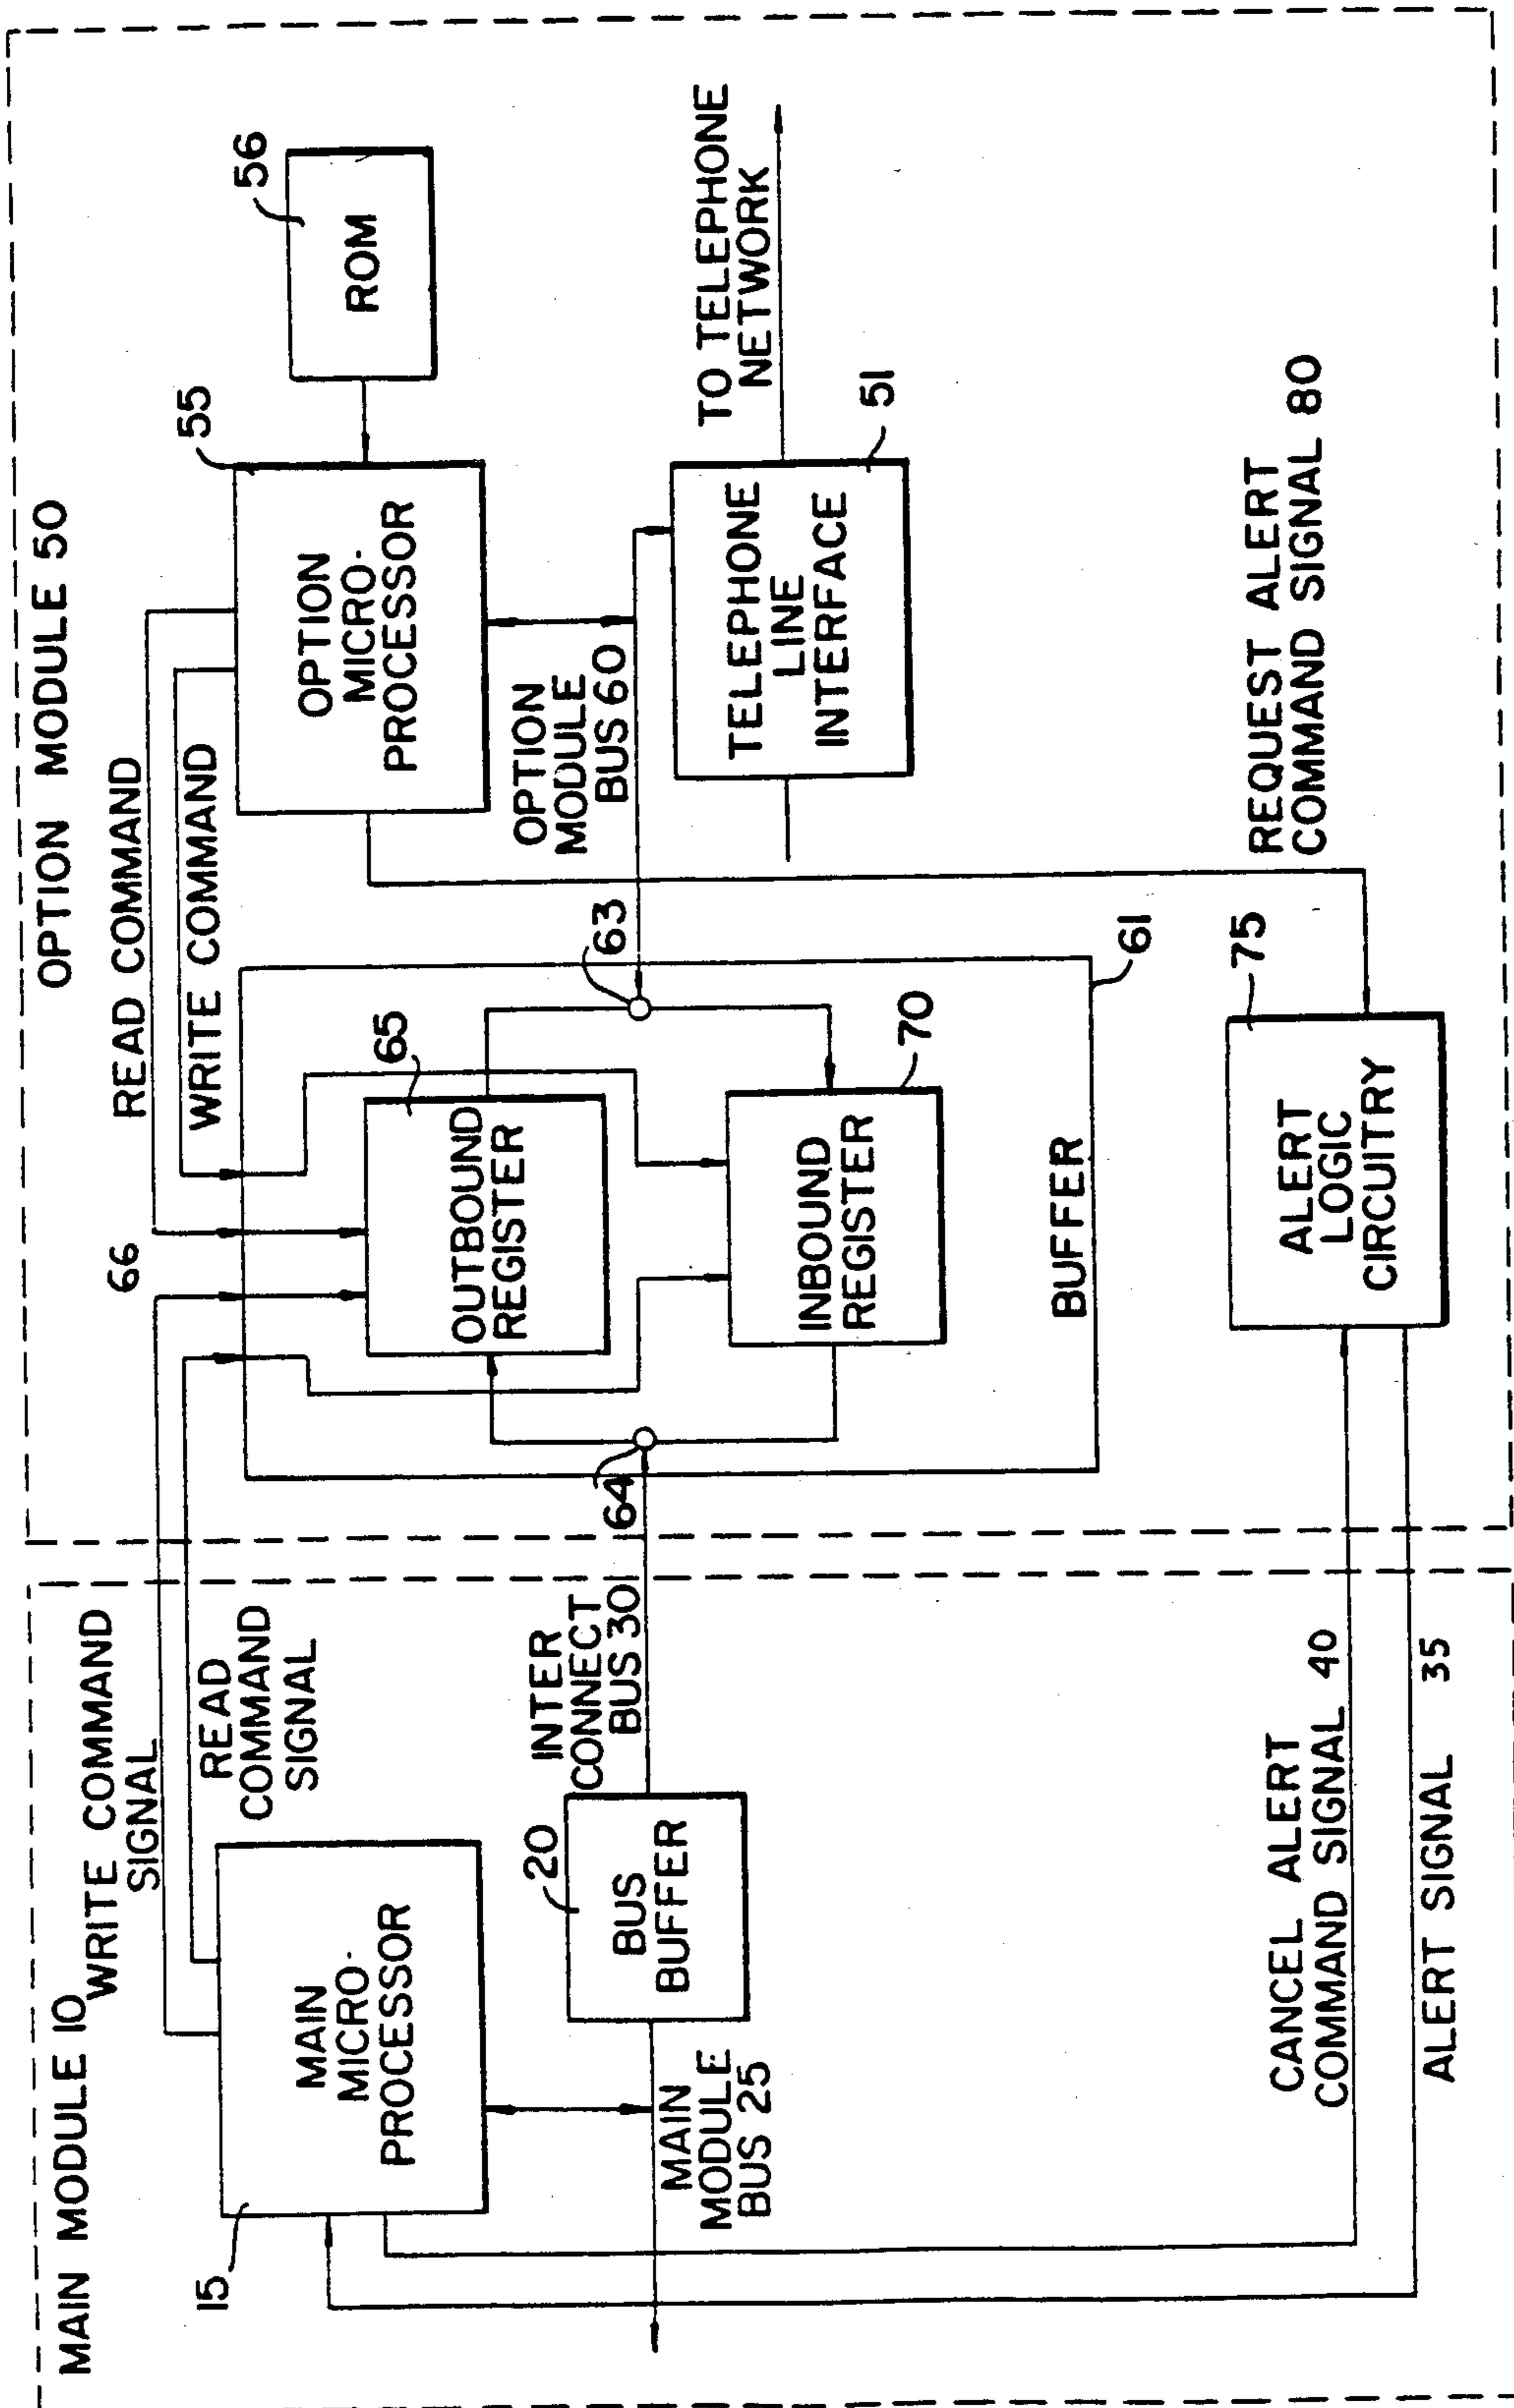 MAIN MODULE 10
WRITE COMMAND
SIGNAL
READ
COMMAND
SIGNAL
15
MAIN
MICRO-
PROCESSOR
20
BUS
BUFFER
INTER
CONNECT
BUS 30
MAIN
MODULE
BUS 25
CANCEL ALERT
COMMAND SIGNAL 40
ALERT SIGNAL 35
OPTION MODULE 50
READ COMMAND
WRITE COMMAND
66
65
OUTBOUND
REGISTER
63
64
70
INBOUND
REGISTER
BUFFER
61
55
OPTION
MICRO-
PROCESSOR
56
ROM
OPTION
MODULE
BUS 60
TELEPHONE
LINE
INTERFACE
51
TO TELEPHONE
NETWORK
75
ALERT
LOGIC
CIRCUITRY
REQUEST ALERT
COMMAND SIGNAL 80